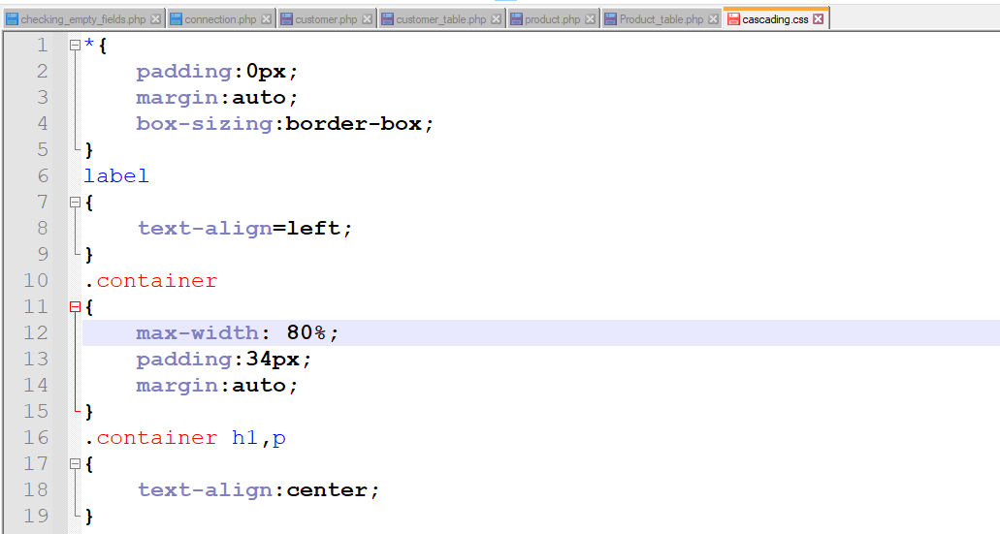 checking_empty_fields.php connection.php customer.php customer_table.php product.php Product_table.php cascading.css
1 *{
2 padding:0px;
3 margin:auto;
4 box-sizing:border-box;
5 }
6 label
7 {
8 text-align=left;
9 }
10 .container
11 {
12 max-width: 80%;
13 padding:34px;
14 margin:auto;
15 }
16 .container h1,p
17 {
18 text-align:center;
19 }